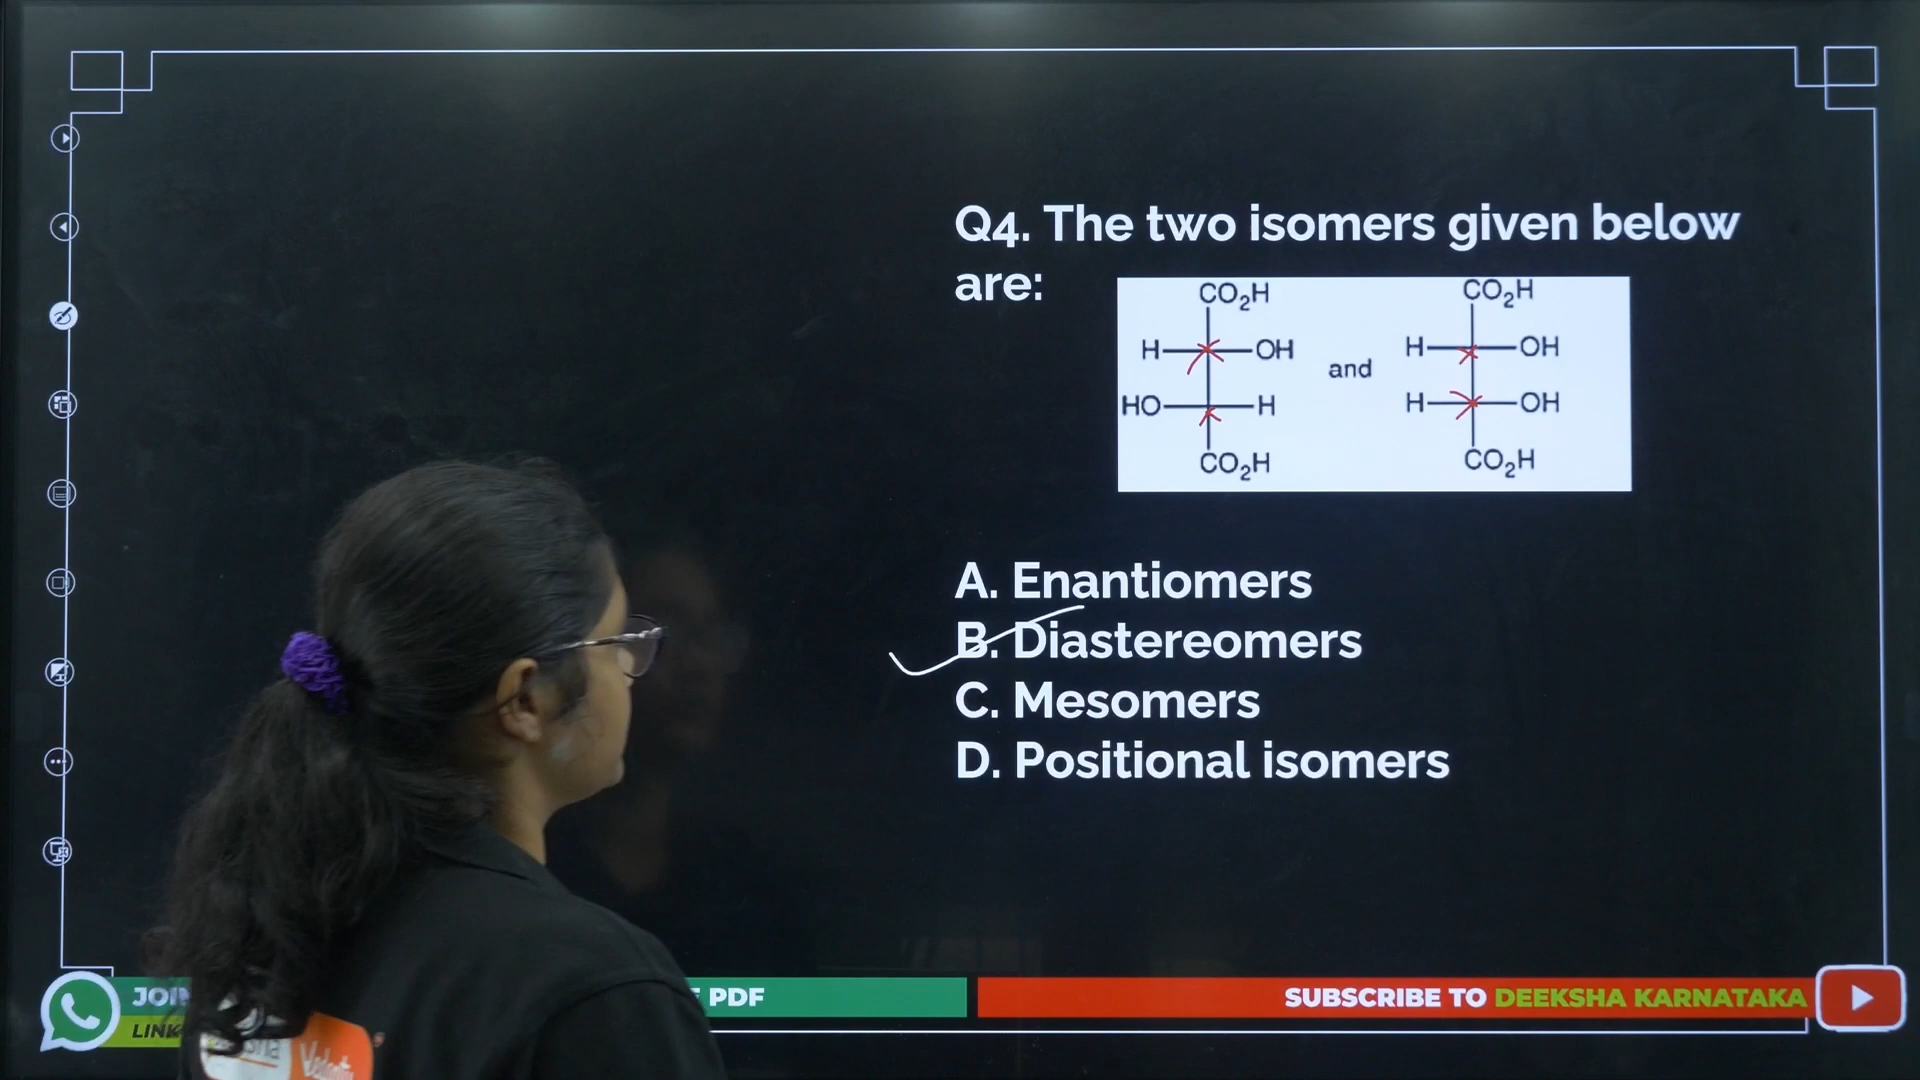 Q4. The two isomers given below
are:
CO₂H
H OH
HO H
CO₂H
and
CO₂H
H OH
H OH
CO₂H
A. Enantiomers
B. Diastereomers
C. Mesomers
D. Positional isomers
PDF
SUBSCRIBE TO DEEKSHA KARNATAKA
Vedantu